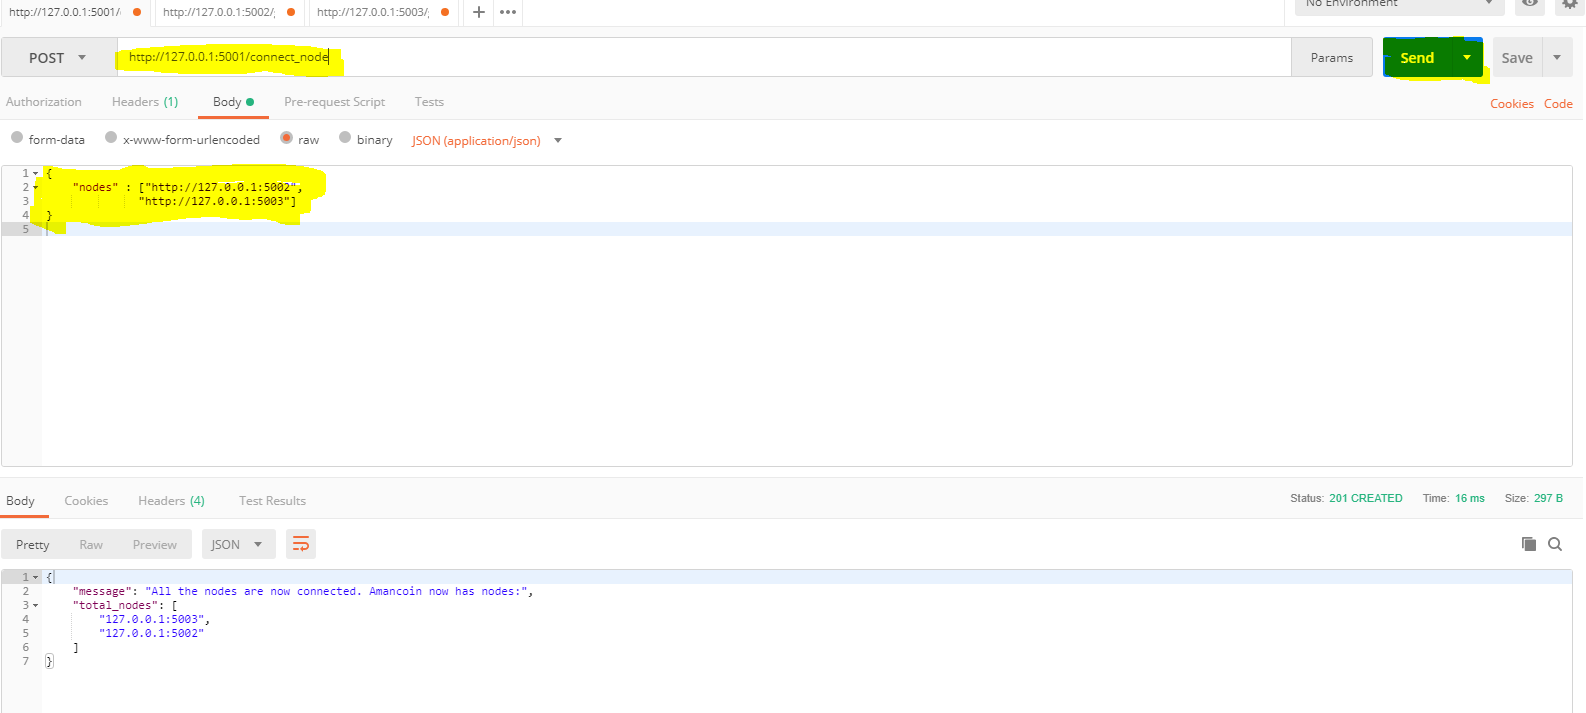 http://127.0.0.1:5001/ http://127.0.0.1:5002/ http://127.0.0.1:5003/ + ••• No Environment
POST http://127.0.0.1:5001/connect_node Params Send Save
Authorization Headers (1) Body Pre-request Script Tests Cookies Code
form-data x-www-form-urlencoded raw binary JSON (application/json)
1 {
2 "nodes" : ["http://127.0.0.1:5002",
3 "http://127.0.0.1:5003"]
4 }
5
Body Cookies Headers (4) Test Results Status: 201 CREATED Time: 16 ms Size: 297 B
Pretty Raw Preview JSON
1 {
2 "message": "All the nodes are now connected. Amancoin now has nodes:",
3 "total_nodes": [
4 "127.0.0.1:5003",
5 "127.0.0.1:5002"
6 ]
7 }